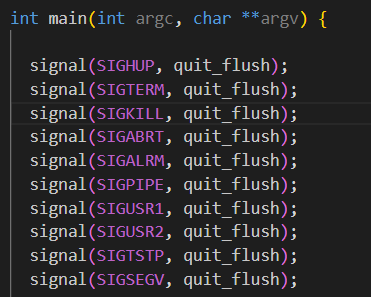 int main(int argc, char **argv) {
signal(SIGHUP, quit_flush);
signal(SIGTERM, quit_flush);
signal(SIGKILL, quit_flush);
signal(SIGABRT, quit_flush);
signal(SIGALRM, quit_flush);
signal(SIGPIPE, quit_flush);
signal(SIGUSR1, quit_flush);
signal(SIGUSR2, quit_flush);
signal(SIGTSTP, quit_flush);
signal(SIGSEGV, quit_flush);